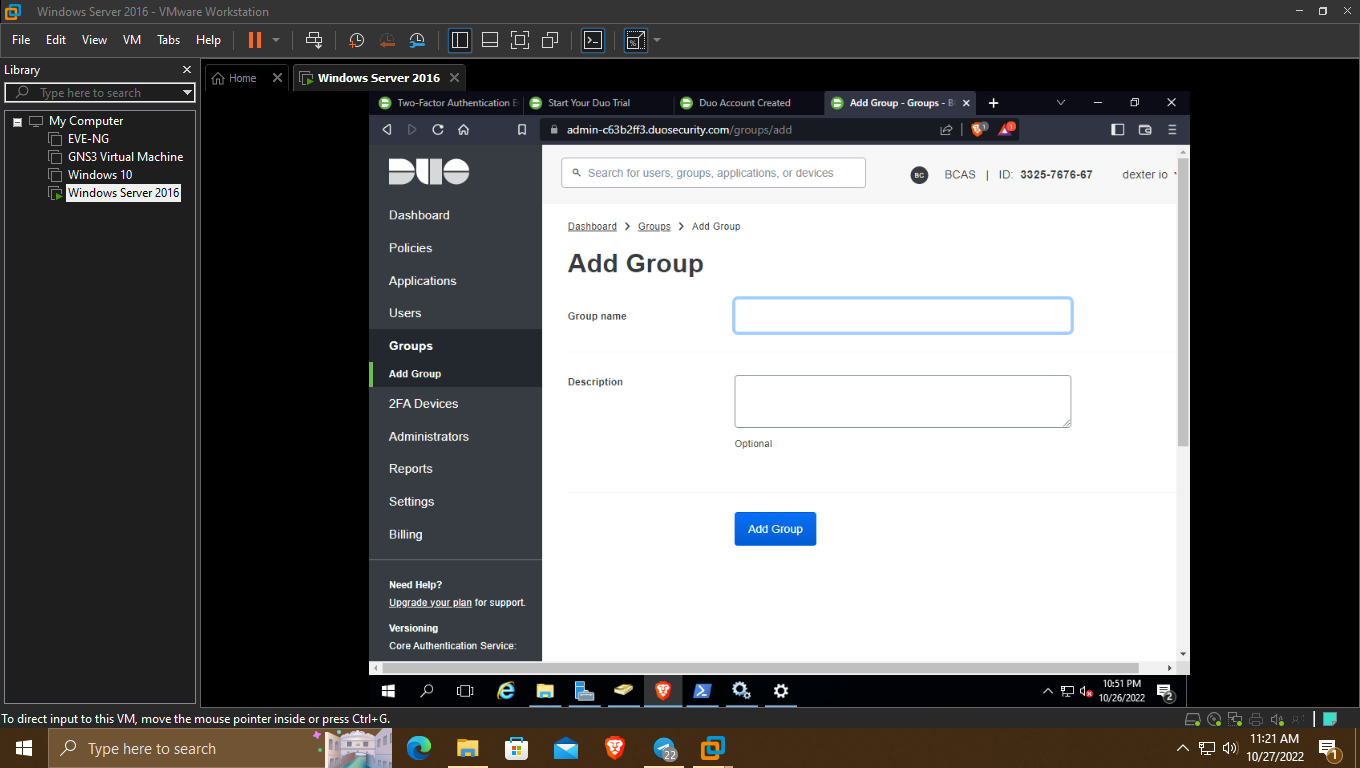 Windows Server 2016 - VMware Workstation
File Edit View VM Tabs Help
Library
Type here to search
My Computer
EVE-NG
GNS3 Virtual Machine
Windows 10
Windows Server 2016
Home
Windows Server 2016
Two-Factor Authentication
Start Your Duo Trial
Duo Account Created
Add Group - Groups -
admin-c63b2ff3.duosecurity.com/groups/add
1
1
DUO
Dashboard
Policies
Applications
Users
Groups
Add Group
2FA Devices
Administrators
Reports
Settings
Billing
Need Help?
Upgrade your plan for support.
Versioning
Core Authentication Service:
Search for users, groups, applications, or devices
BC BCAS | ID: 3325-7676-67 dexter io
Dashboard > Groups > Add Group
Add Group
Group name
Description
Optional
Add Group
10:51 PM
10/26/2022
2
To direct input to this VM, move the mouse pointer inside or press Ctrl+G.
Type here to search
22
11:21 AM
10/27/2022
1